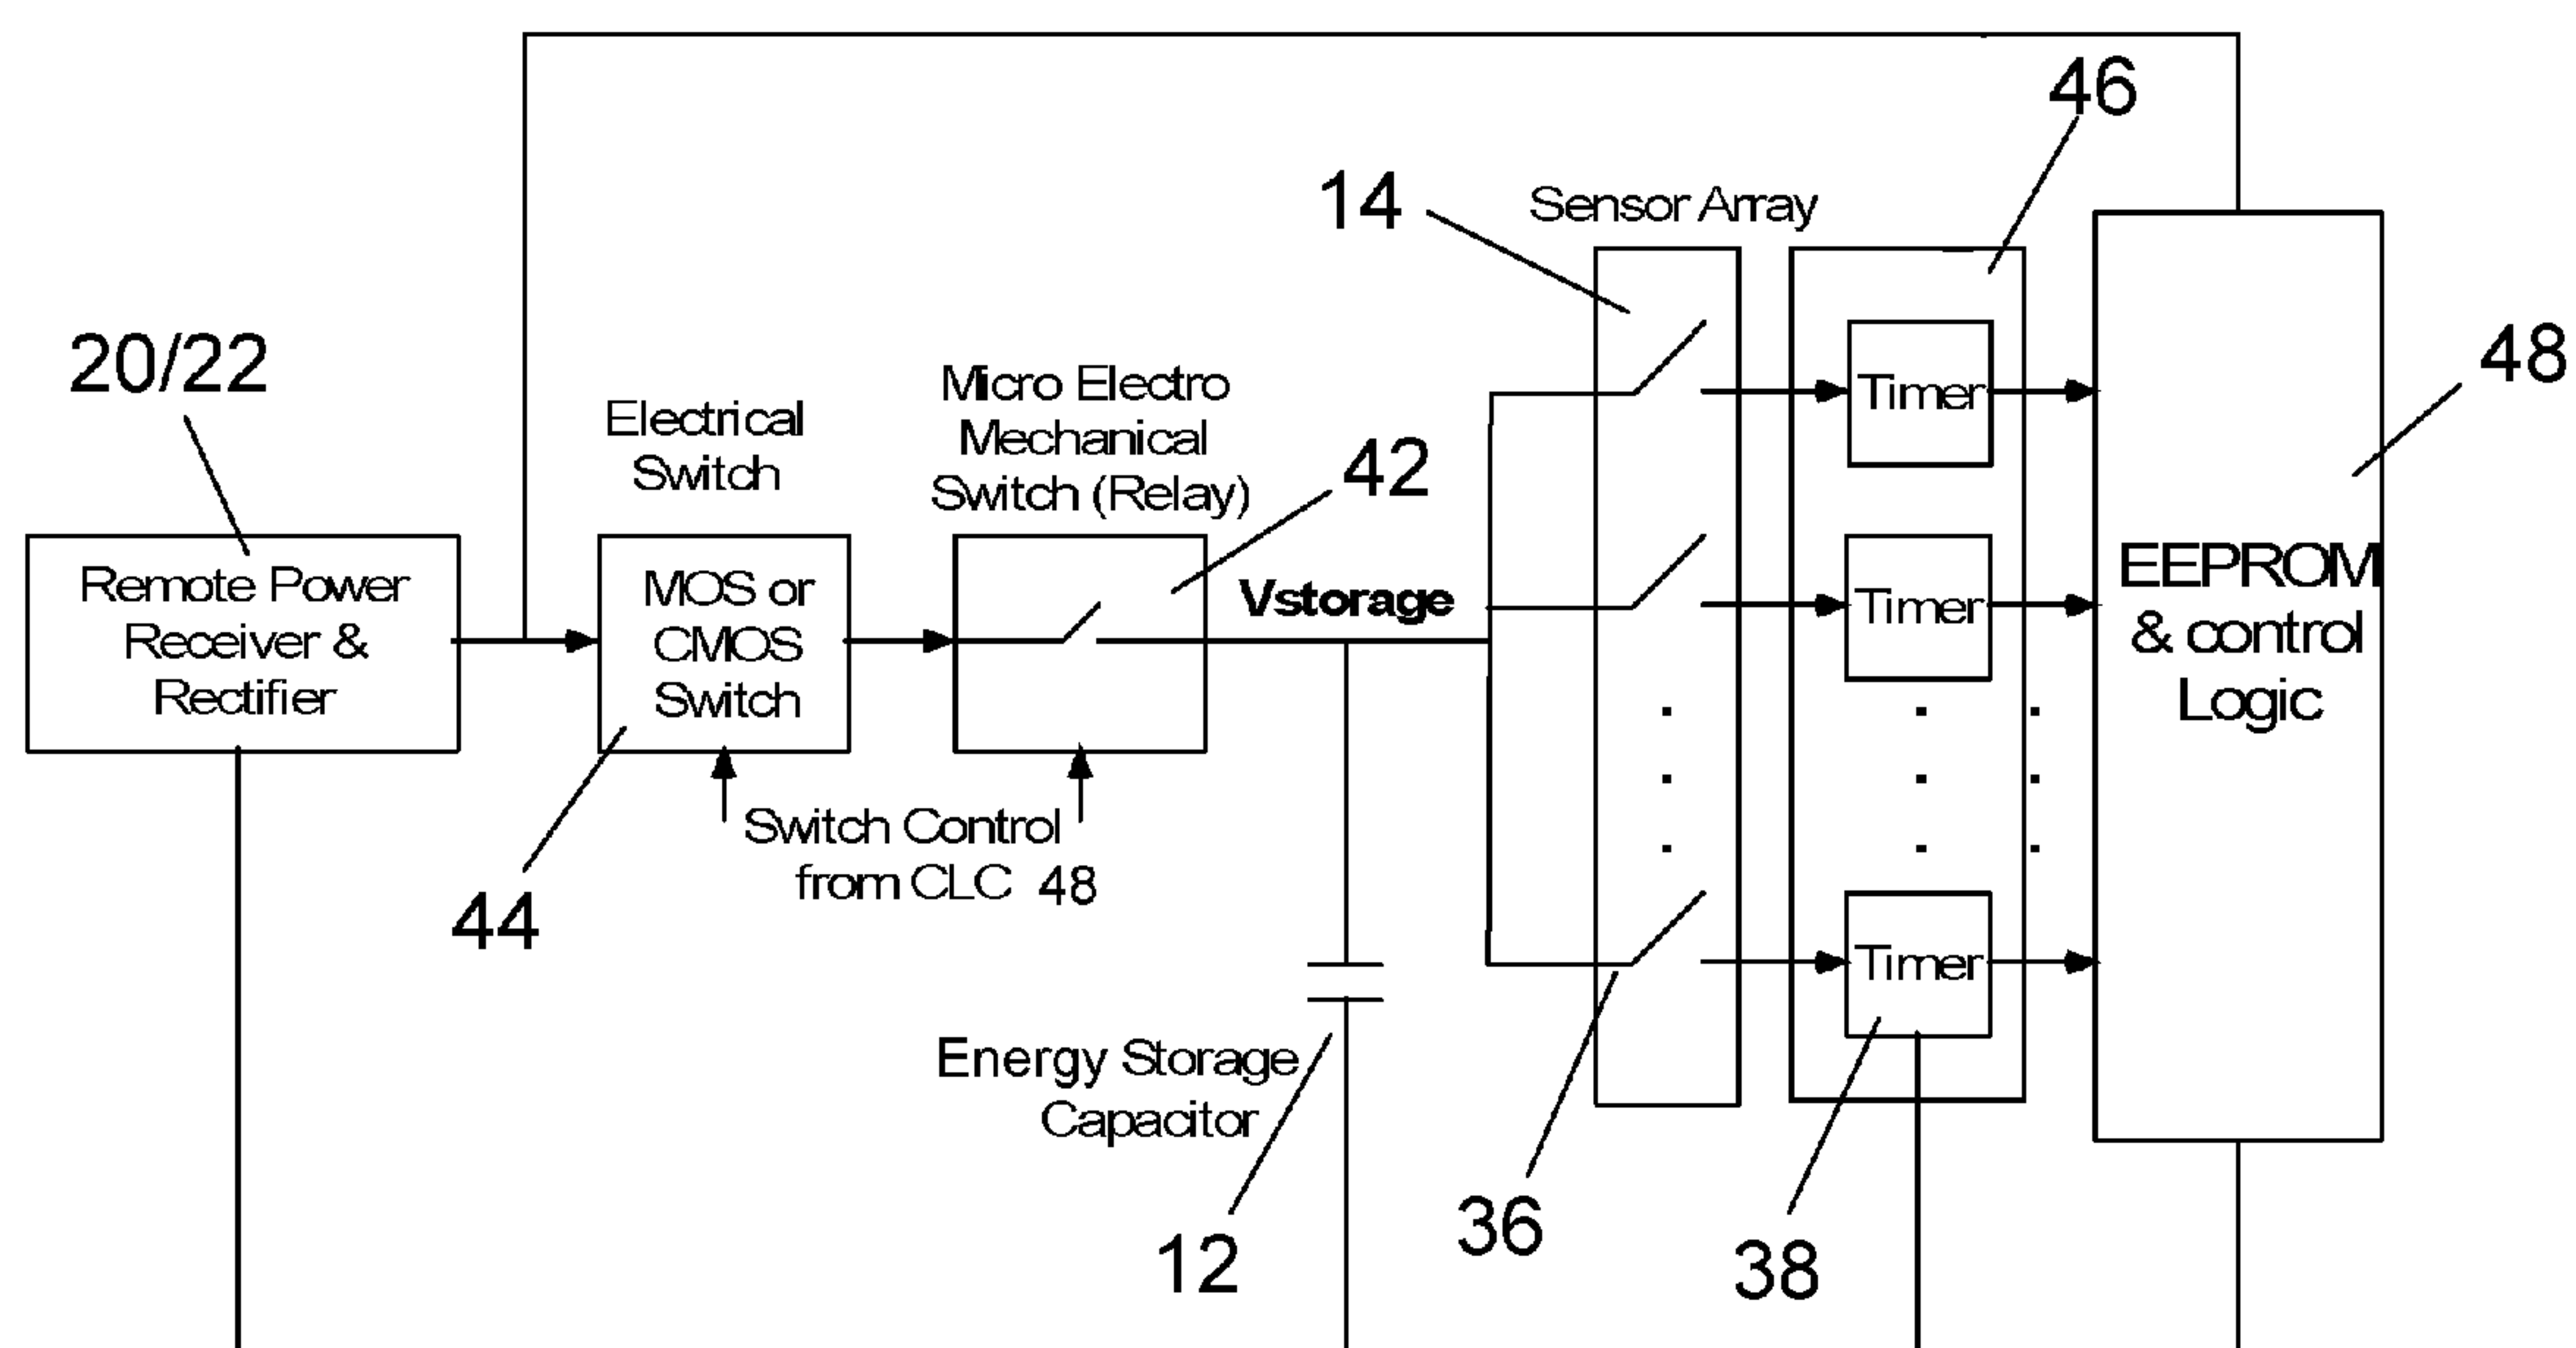 46
14
Sensor Array
20/22
48
Micro Electro
Mechanical
Switch (Relay)
Electrical
Switch
42
Timer
Remote Power
Receiver &
Rectifier
MOS or
CMOS
Switch
Vstorage
Timer
EEPROM
& control
Logic
Switch Control
from CLC 48
44
Timer
Energy Storage
Capacitor
12
36
38